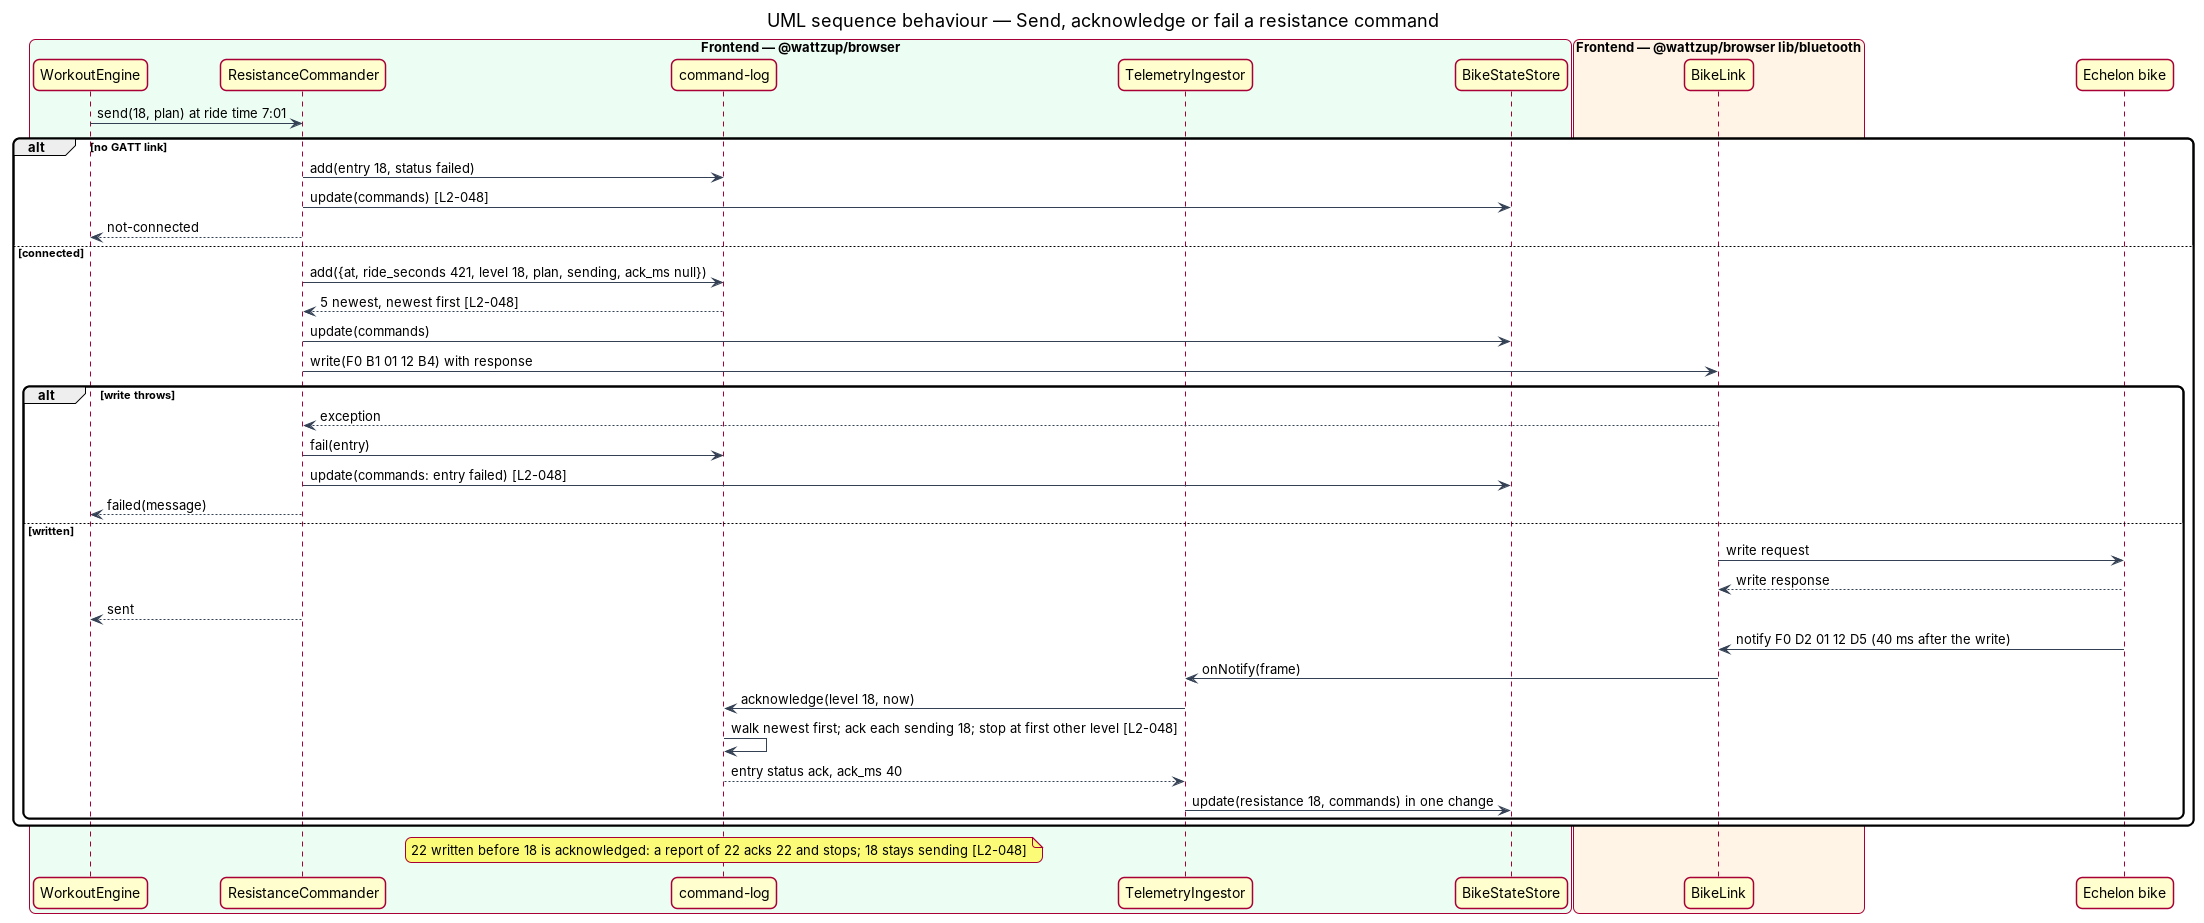 UML sequence behaviour — Send, acknowledge or fail a resistance command
Frontend — @wattzup/browser
Frontend — @wattzup/browser lib/bluetooth
WorkoutEngine
ResistanceCommander
command-log
TelemetryIngestor
BikeStateStore
BikeLink
Echelon bike
send(18, plan) at ride time 7:01
alt
[no GATT link]
add(entry 18, status failed)
update(commands) [L2-048]
not-connected
[connected]
add({at, ride_seconds 421, level 18, plan, sending, ack_ms null})
5 newest, newest first [L2-048]
update(commands)
write(F0 B1 01 12 B4) with response
alt
[write throws]
exception
fail(entry)
update(commands: entry failed) [L2-048]
failed(message)
[written]
write request
write response
sent
notify F0 D2 01 12 D5 (40 ms after the write)
onNotify(frame)
acknowledge(level 18, now)
walk newest first; ack each sending 18; stop at first other level [L2-048]
entry status ack, ack_ms 40
update(resistance 18, commands) in one change
22 written before 18 is acknowledged: a report of 22 acks 22 and stops; 18 stays sending [L2-048]
WorkoutEngine
ResistanceCommander
command-log
TelemetryIngestor
BikeStateStore
BikeLink
Echelon bike